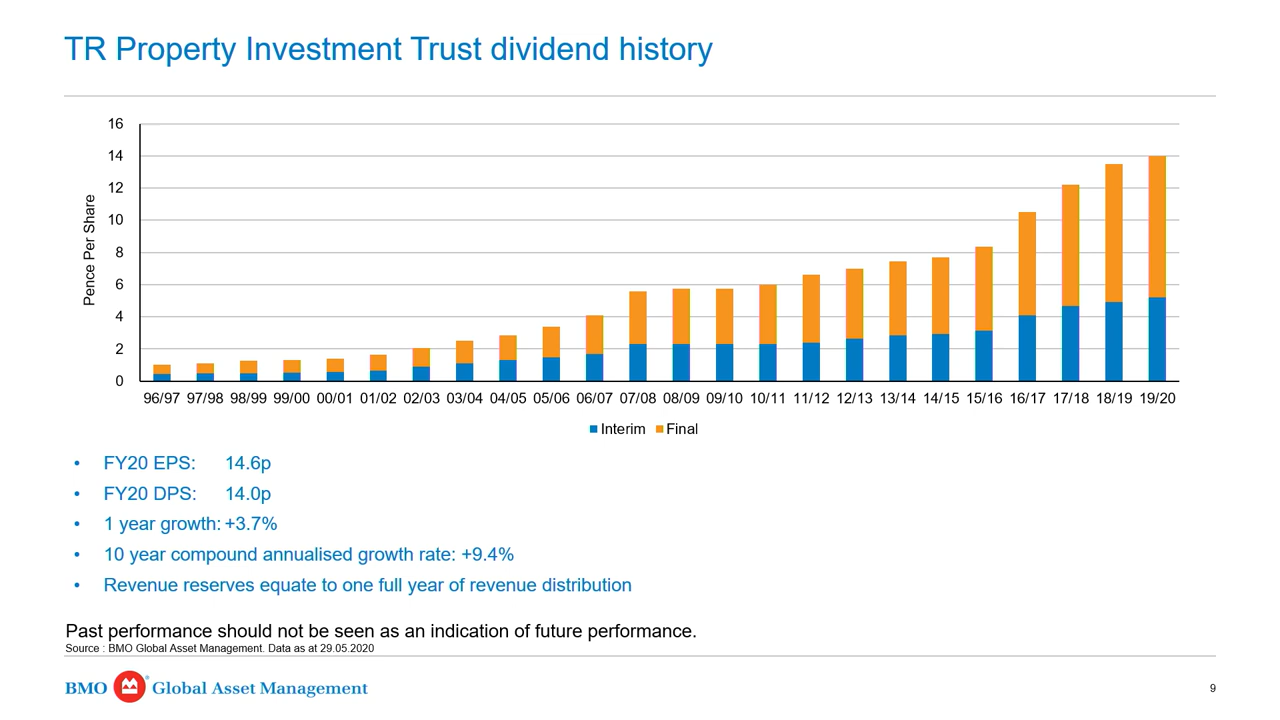 TR Property Investment Trust dividend history
16
14
12
10
8
6
4
2
0
Pence Per Share
96/97 97/98 98/99 99/00 00/01 01/02 02/03 03/04 04/05 05/06 06/07 07/08 08/09 09/10 10/11 11/12 12/13 13/14 14/15 15/16 16/17 17/18 18/19 19/20
Interim Final
• FY20 EPS: 14.6p
• FY20 DPS: 14.0p
• 1 year growth: +3.7%
• 10 year compound annualised growth rate: +9.4%
• Revenue reserves equate to one full year of revenue distribution
Past performance should not be seen as an indication of future performance.
Source : BMO Global Asset Management. Data as at 29.05.2020
BMO Global Asset Management
9